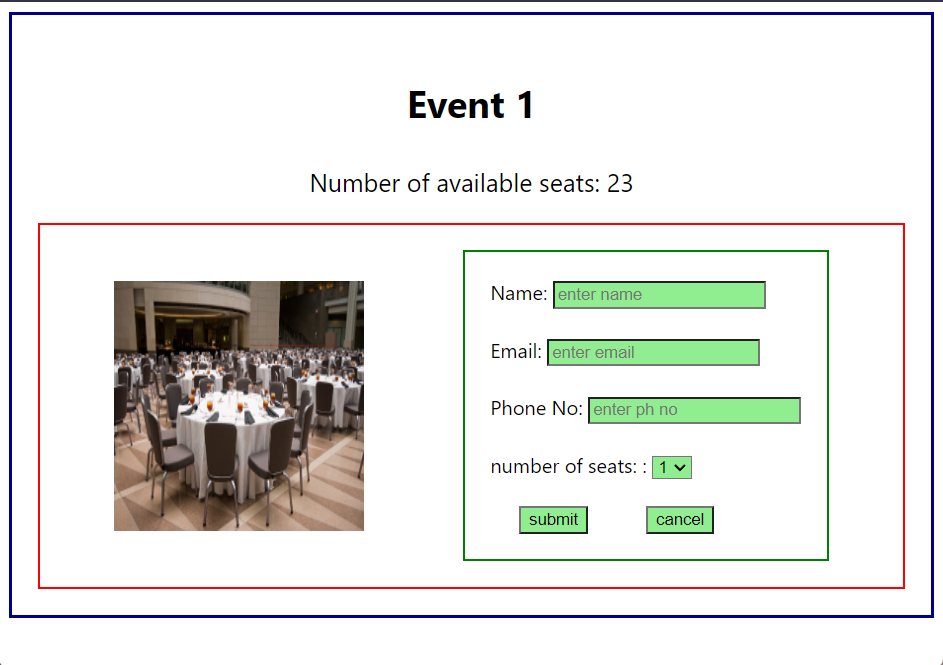 Event 1
Number of available seats: 23
Name: enter name
Email: enter email
Phone No: enter ph no
number of seats: : 1
submit cancel